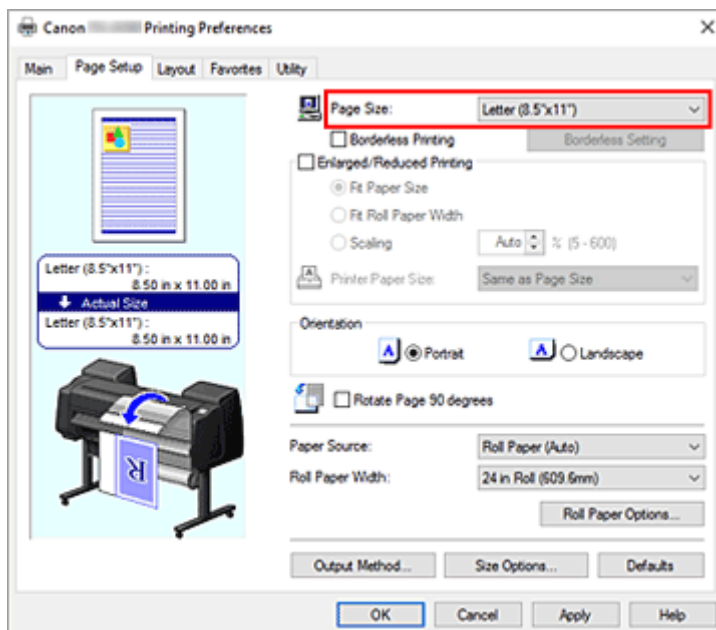 Canon Printing Preferences
Main Page Setup Layout Favorites Utility
Page Size: Letter (8.5"x11")
Borderless Printing Borderless Setting
Enlarged/Reduced Printing
Fit Paper Size
Fit Roll Paper Width
Scaling Auto % (5 - 600)
Printer Paper Size: Same as Page Size
Letter (8.5"x11") :
8.50 in x 11.00 in
Actual Size
Letter (8.5"x11") :
8.50 in x 11.00 in
Orientation
A Portrait A Landscape
Rotate Page 90 degrees
Paper Source: Roll Paper (Auto)
Roll Paper Width: 24 in Roll (609.6mm)
R
Roll Paper Options...
Output Method... Size Options... Defaults
OK Cancel Apply Help